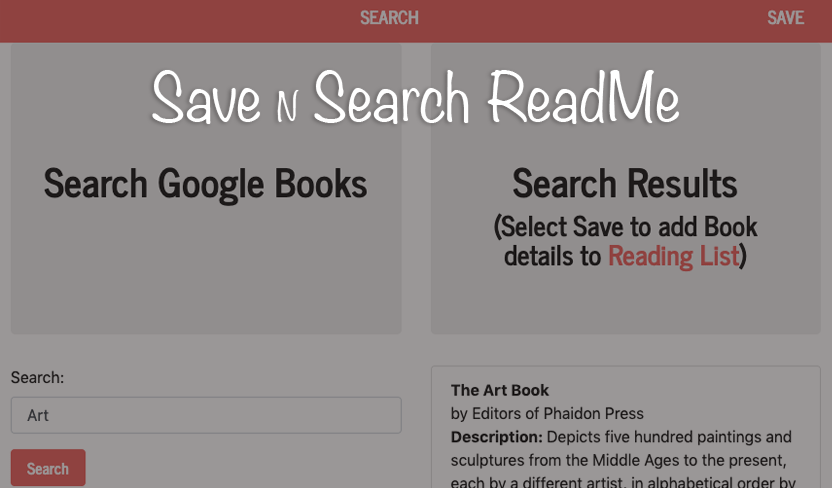 SEARCH
SAVE
Save N Search ReadMe
Search Google Books
Search Results
(Select Save to add Book
details to Reading List)
Search:
Art
Search
The Art Book
by Editors of Phaidon Press
Description: Depicts five hundred paintings and
sculptures from the Middle Ages to the present,
each by a different artist, in alphabetical order by